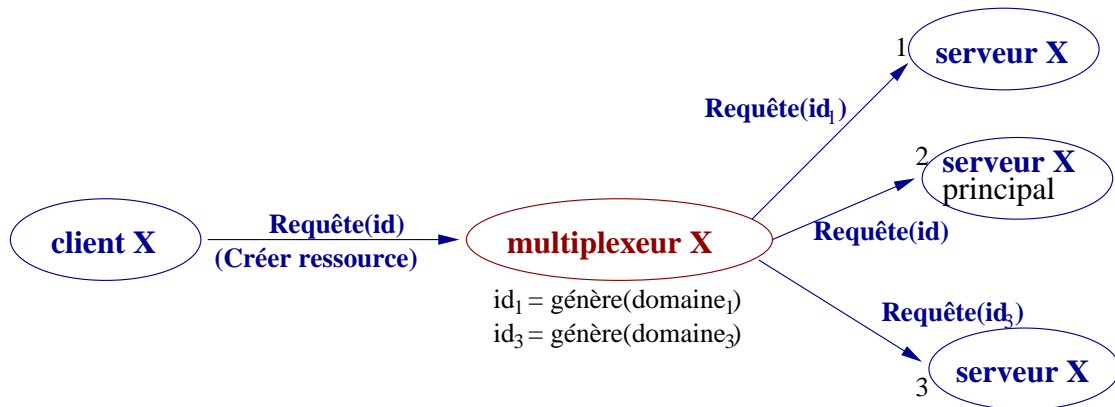 client X
Requête(id)
(Créer ressource)
multiplexeur X
id1 = génère(domaine1)
id3 = génère(domaine3)
Requête(id1)
1
serveur X
Requête(id)
2
serveur X
principal
Requête(id3)
3
serveur X